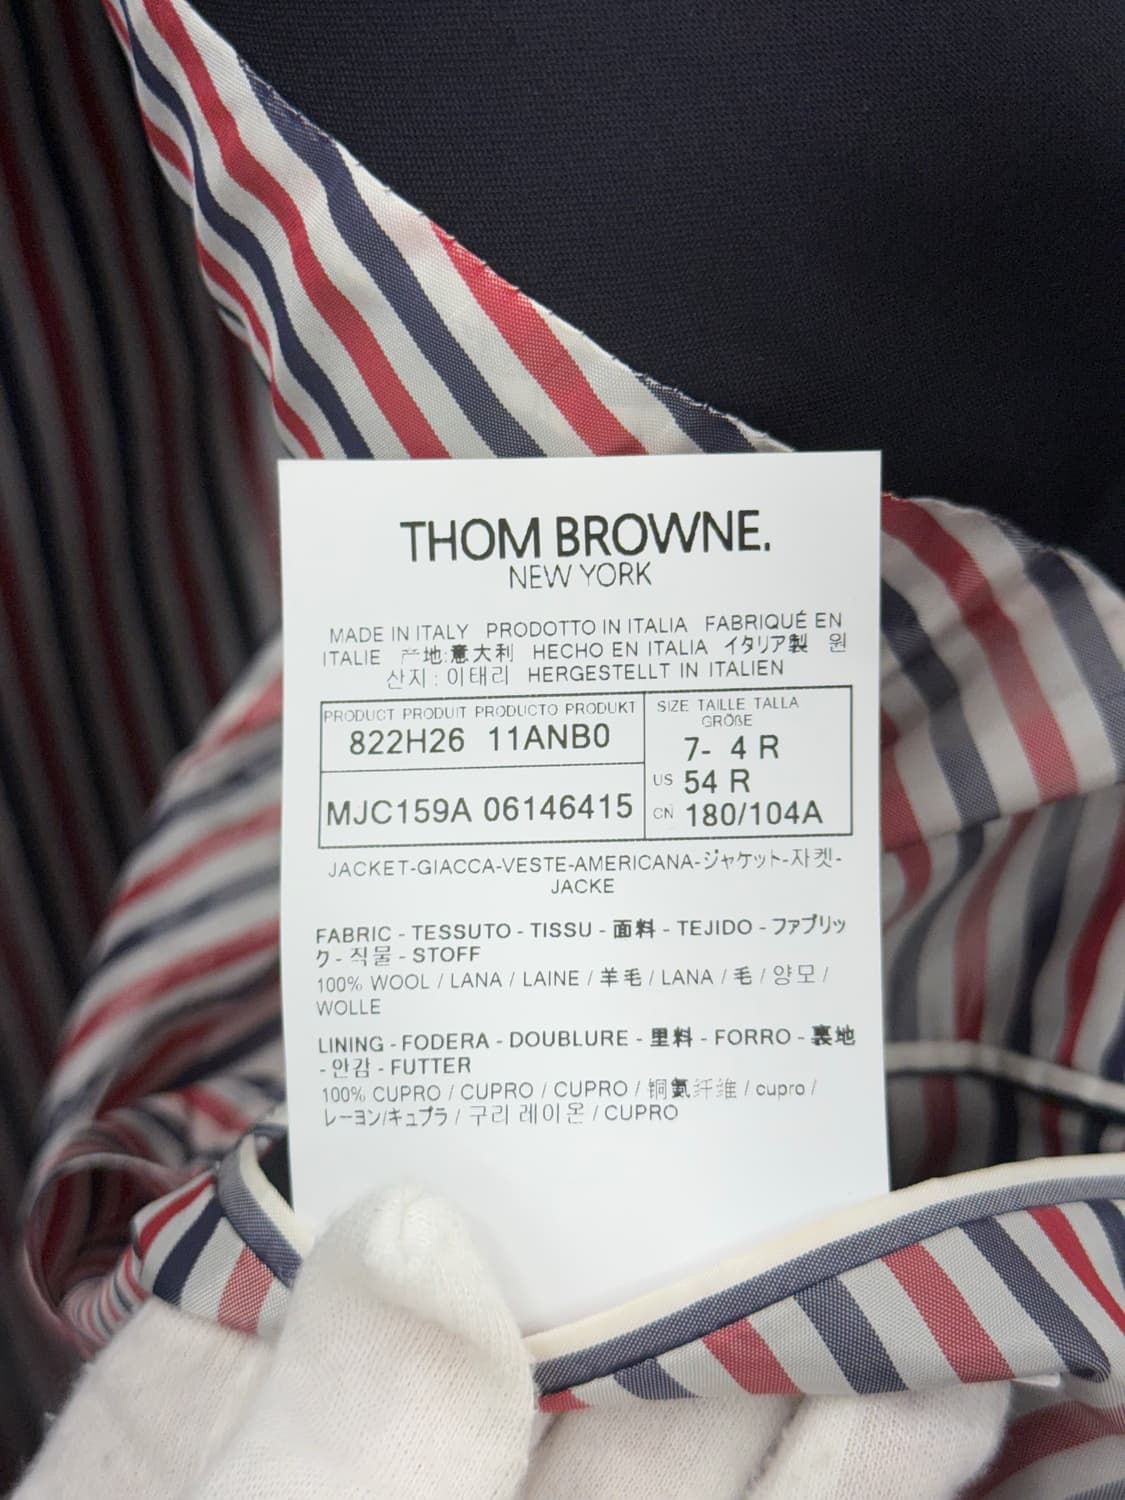 THOM BROWNE.
NEW YORK
MADE IN ITALY PRODOTTO IN ITALIA FABRIQUÉ EN
ITALIE 产地:意大利 HECHO EN ITALIA イタリア製 원
산지 : 이태리 HERGESTELLT IN ITALIEN
PRODUCT PRODUIT PRODUCTO PRODUKT
822H26 11ANB0
MJC159A 06146415
SIZE TAILLE TALLA
GRÖßE
7- 4 R
US 54 R
CN 180/104A
JACKET-GIACCA-VESTE-AMERICANA-ジャケット-자켓-
JACKE
FABRIC - TESSUTO - TISSU - 面料 - TEJIDO - ファブリッ
ク - 직물 - STOFF
100% WOOL / LANA / LAINE / 羊毛 / LANA / 毛 / 양모 /
WOLLE
LINING - FODERA - DOUBLURE - 里料 - FORRO - 裏地
- 안감 - FUTTER
100% CUPRO / CUPRO / CUPRO / 铜氨纤维 / cupro /
レーヨン/キュプラ / 구리 레이온 / CUPRO